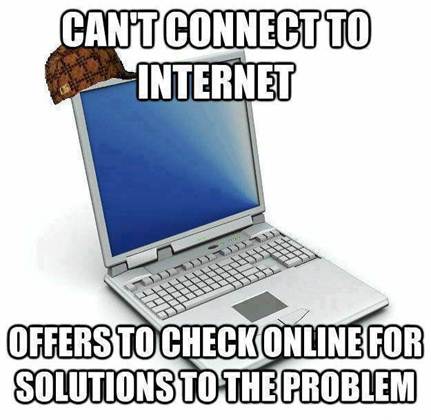 CAN'T CONNECT TO
INTERNET
OFFERS TO CHECK ONLINE FOR
SOLUTIONS TO THE PROBLEM